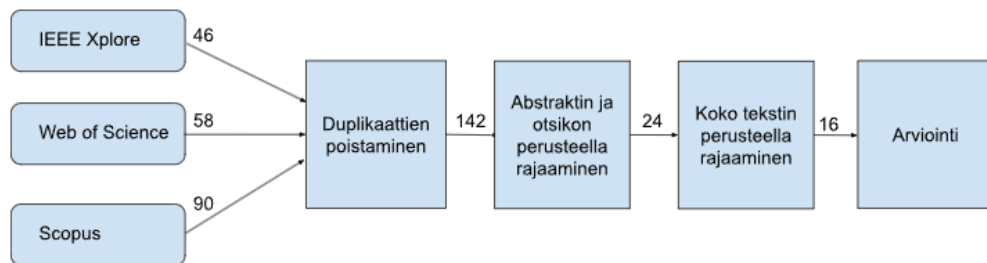 IEEE Xplore
46
Web of Science
58
Scopus
90
Duplikaattien
poistaminen
142
Abstraktin ja
otsikon
perusteella
rajaaminen
24
Koko tekstin
perusteella
rajaaminen
16
Arviointi